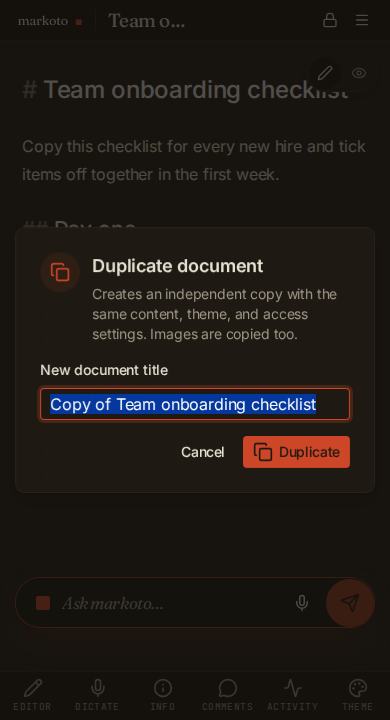 markoto
Team o...
# Team onboarding checklist
Copy this checklist for every new hire and tick
items off together in the first week.
## Day one
Duplicate document
Creates an independent copy with the
same content, theme, and access
settings. Images are copied too.
New document title
Copy of Team onboarding checklist
Cancel
Duplicate
Ask markoto...
EDITOR DICTATE INFO COMMENTS ACTIVITY THEME